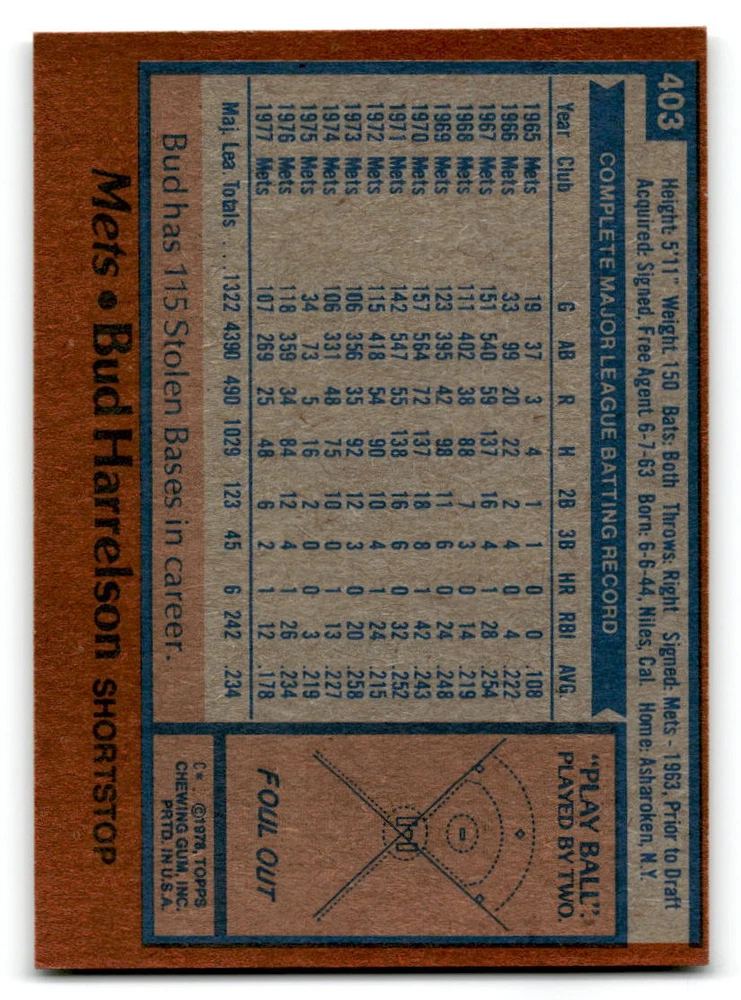 403
Height: 5'11" Weight: 150 Bats: Both Throws: Right Signed: Mets - 1963, Prior to Draft
Acquired: Signed, Free Agent 6-7-63 Born: 6-6-44, Niles, Cal. Home: Asharoken, N.Y.
COMPLETE MAJOR LEAGUE BATTING RECORD
Year Club G AB R H 2B 3B HR RBI AVG.
1965 Mets 19 37 3 4 1 1 0 0 .108
1966 Mets 33 99 20 22 2 4 0 4 .222
1967 Mets 151 540 59 137 16 4 1 28 .254
1968 Mets 111 402 38 88 7 3 0 14 .219
1969 Mets 123 395 42 98 11 6 0 24 .248
1970 Mets 157 564 72 137 18 8 1 42 .243
1971 Mets 142 547 55 138 16 6 0 32 .252
1972 Mets 115 418 54 90 10 4 1 24 .215
1973 Mets 106 356 35 92 12 3 0 20 .258
1974 Mets 106 331 48 75 10 0 1 13 .227
1975 Mets 34 73 5 16 2 0 0 3 .219
1976 Mets 118 359 34 84 12 4 1 26 .234
1977 Mets 107 269 25 48 6 2 1 12 .178
Maj. Lea. Totals ... 1322 4390 490 1029 123 45 6 242 .234
Bud has 115 Stolen Bases in career.
"PLAY BALL":
PLAYED BY TWO.
FOUL OUT
C*. ©1978, TOPPS
CHEWING GUM, INC.
PRTD. IN U.S.A.
Mets • Bud Harrelson SHORTSTOP